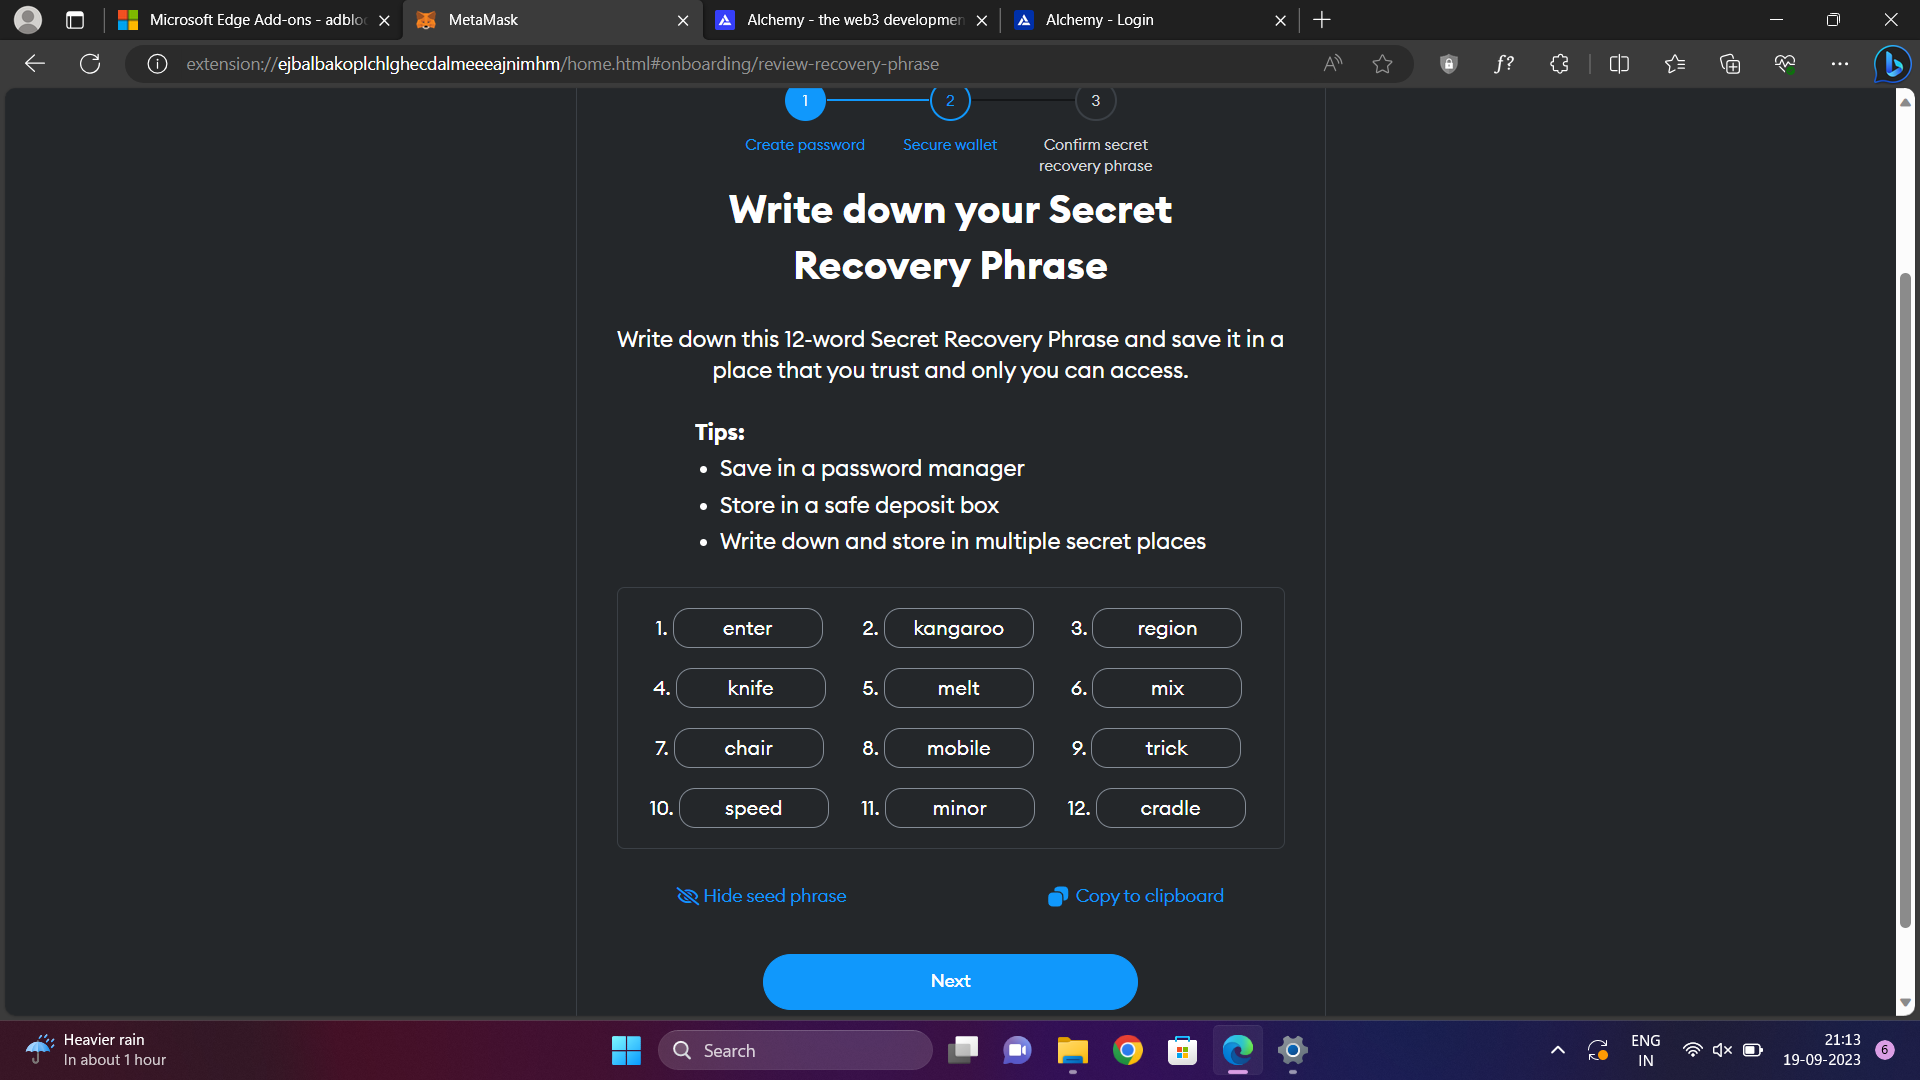 Microsoft Edge Add-ons - adbloc
MetaMask
Alchemy - the web3 developmen
Alchemy - Login
extension://ejbalbakoplchlghecdalmeeeajnimhm/home.html#onboarding/review-recovery-phrase
1
2
3
Create password
Secure wallet
Confirm secret
recovery phrase
Write down your Secret
Recovery Phrase
Write down this 12-word Secret Recovery Phrase and save it in a
place that you trust and only you can access.
Tips:
• Save in a password manager
• Store in a safe deposit box
• Write down and store in multiple secret places
1. enter 2. kangaroo 3. region
4. knife 5. melt 6. mix
7. chair 8. mobile 9. trick
10. speed 11. minor 12. cradle
Hide seed phrase
Copy to clipboard
Next
Heavier rain
In about 1 hour
Search
ENG
IN
21:13
19-09-2023
6